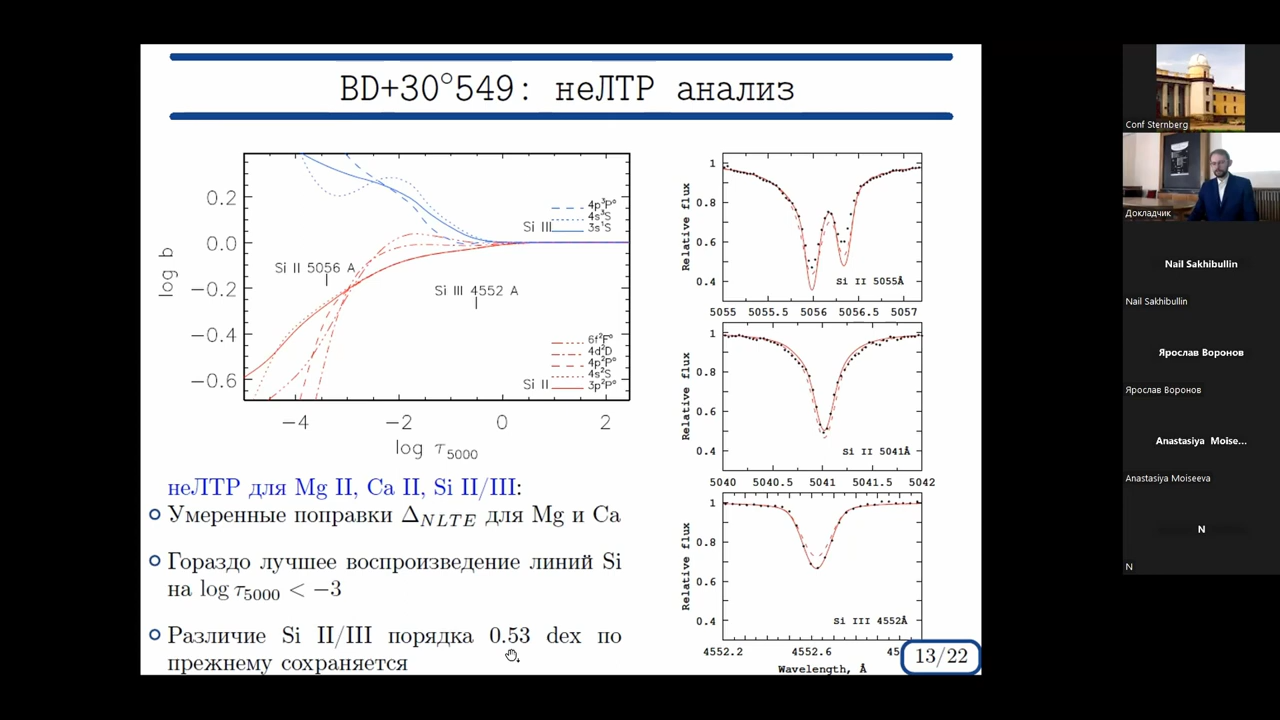 BD+30°549: неЛТР анализ
0.2
0.0
−0.2
−0.4
−0.6
log b
−4
−2
0
2
log τ5000
4p³P°
4s³S
Si III 3s¹S
Si II 5056 A
Si III 4552 A
6f²F°
4d²D
4p²P°
4s²S
Si II 3p²P°
неЛТР для Mg II, Ca II, Si II/III:
Умеренные поправки ΔNLTE для Mg и Ca
Гораздо лучшее воспроизведение линий Si
на log τ5000 < −3
Различие Si II/III порядка 0.53 dex по
прежнему сохраняется
1
0.8
0.6
0.4
Relative flux
Si II 5055Å
5055 5055.5 5056 5056.5 5057
1
0.8
0.6
0.4
Relative flux
Si II 5041Å
5040 5040.5 5041 5041.5 5042
1
0.8
0.6
0.4
Relative flux
Si III 4552Å
4552.2 4552.6
Wavelength, Å
13/22
Conf Sternberg
Докладчик
Nail Sakhibullin
Nail Sakhibullin
Ярослав Воронов
Ярослав Воронов
Anastasiya Moise...
Anastasiya Moiseeva
N
N